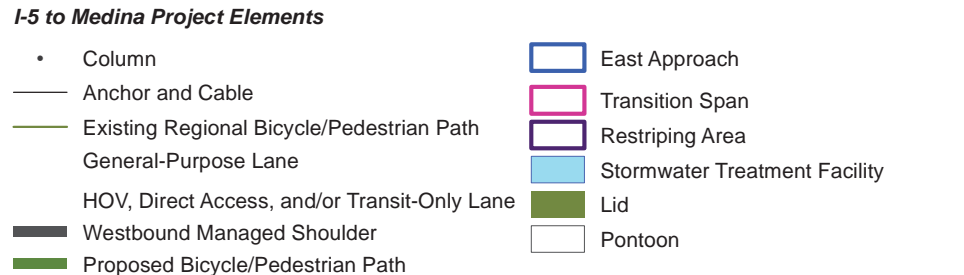 I-5 to Medina Project Elements
Column
Anchor and Cable
Existing Regional Bicycle/Pedestrian Path
General-Purpose Lane
HOV, Direct Access, and/or Transit-Only Lane
Westbound Managed Shoulder
Proposed Bicycle/Pedestrian Path
East Approach
Transition Span
Restriping Area
Stormwater Treatment Facility
Lid
Pontoon